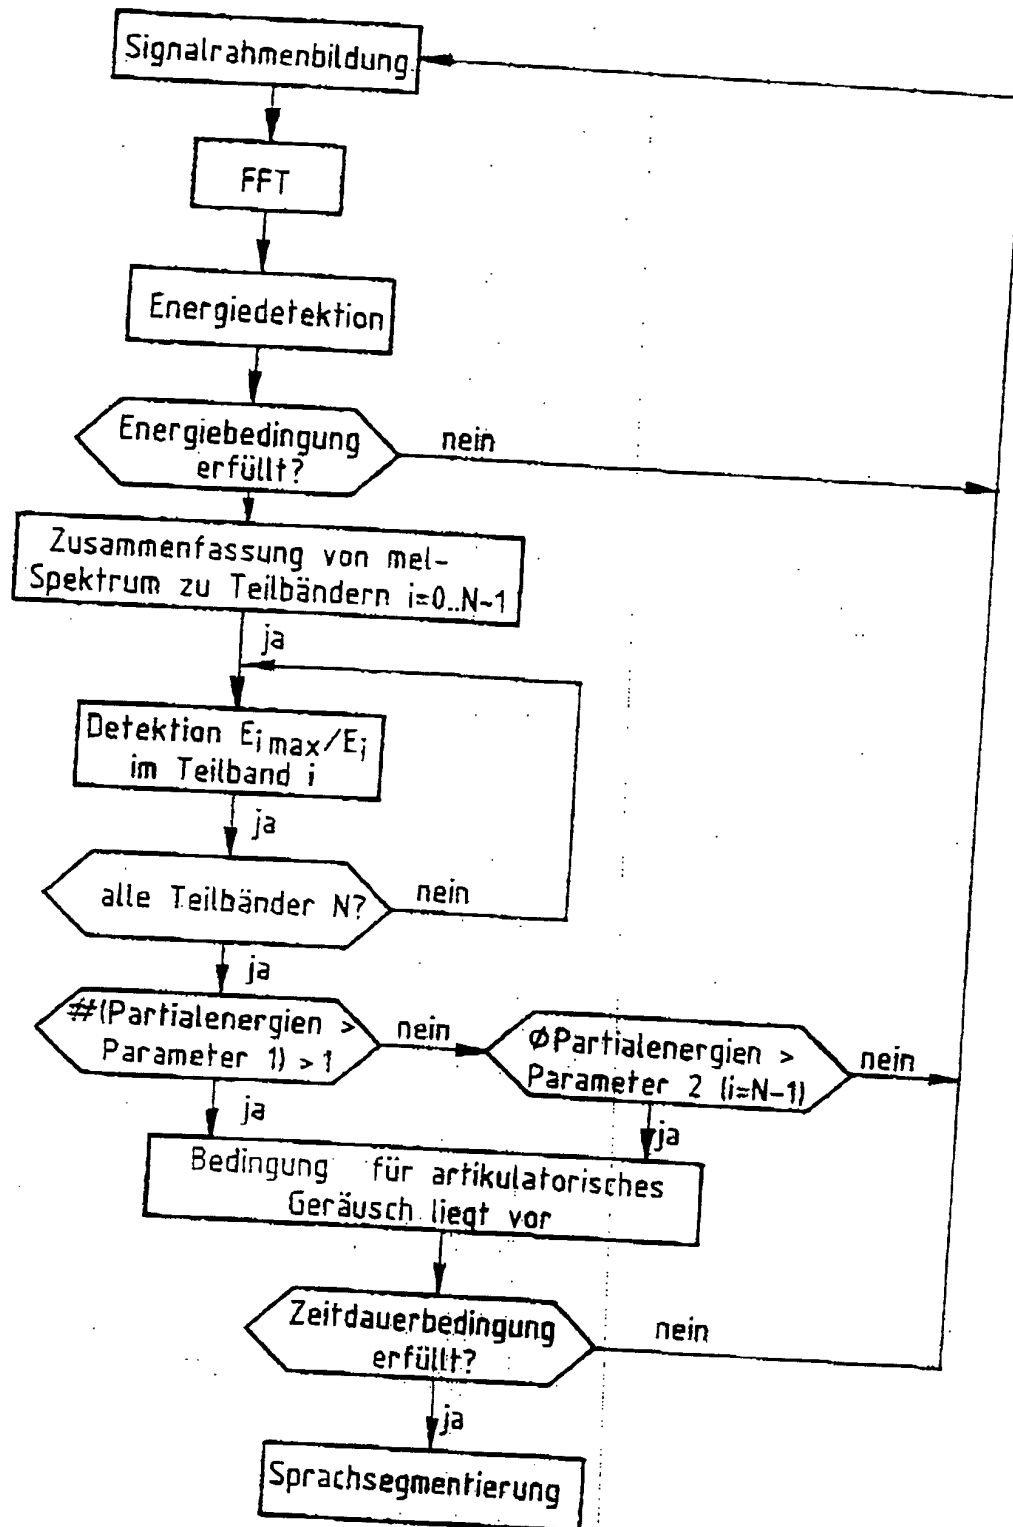 Signalrahmenbildung
FFT
Energiedetektion
Energiebedingung
erfüllt?
nein
Zusammenfassung von mel-
Spektrum zu Teilbändern i=0..N-1
ja
Detektion Eimax/Ei
im Teilband i
ja
alle Teilbänder N?
nein
ja
#(Partialenergien >
Parameter 1) > 1
nein
ØPartialenergien >
Parameter 2 (i=N-1)
nein
ja
ja
Bedingung für artikulatorisches
Geräusch liegt vor
Zeitdauerbedingung
erfüllt?
nein
ja
Sprachsegmentierung